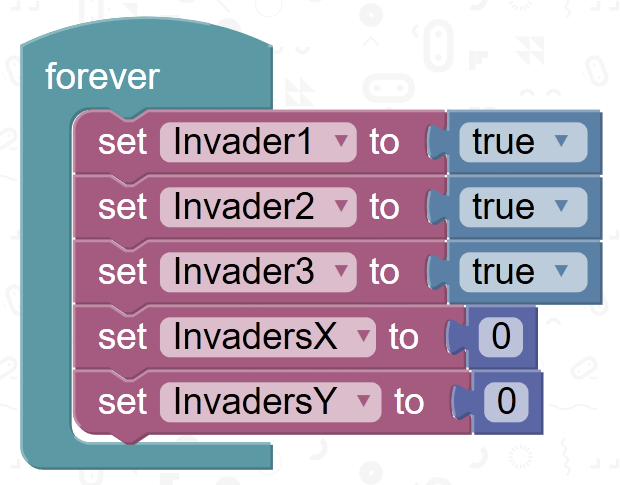 forever
set Invader1 to true
set Invader2 to true
set Invader3 to true
set InvadersX to 0
set InvadersY to 0